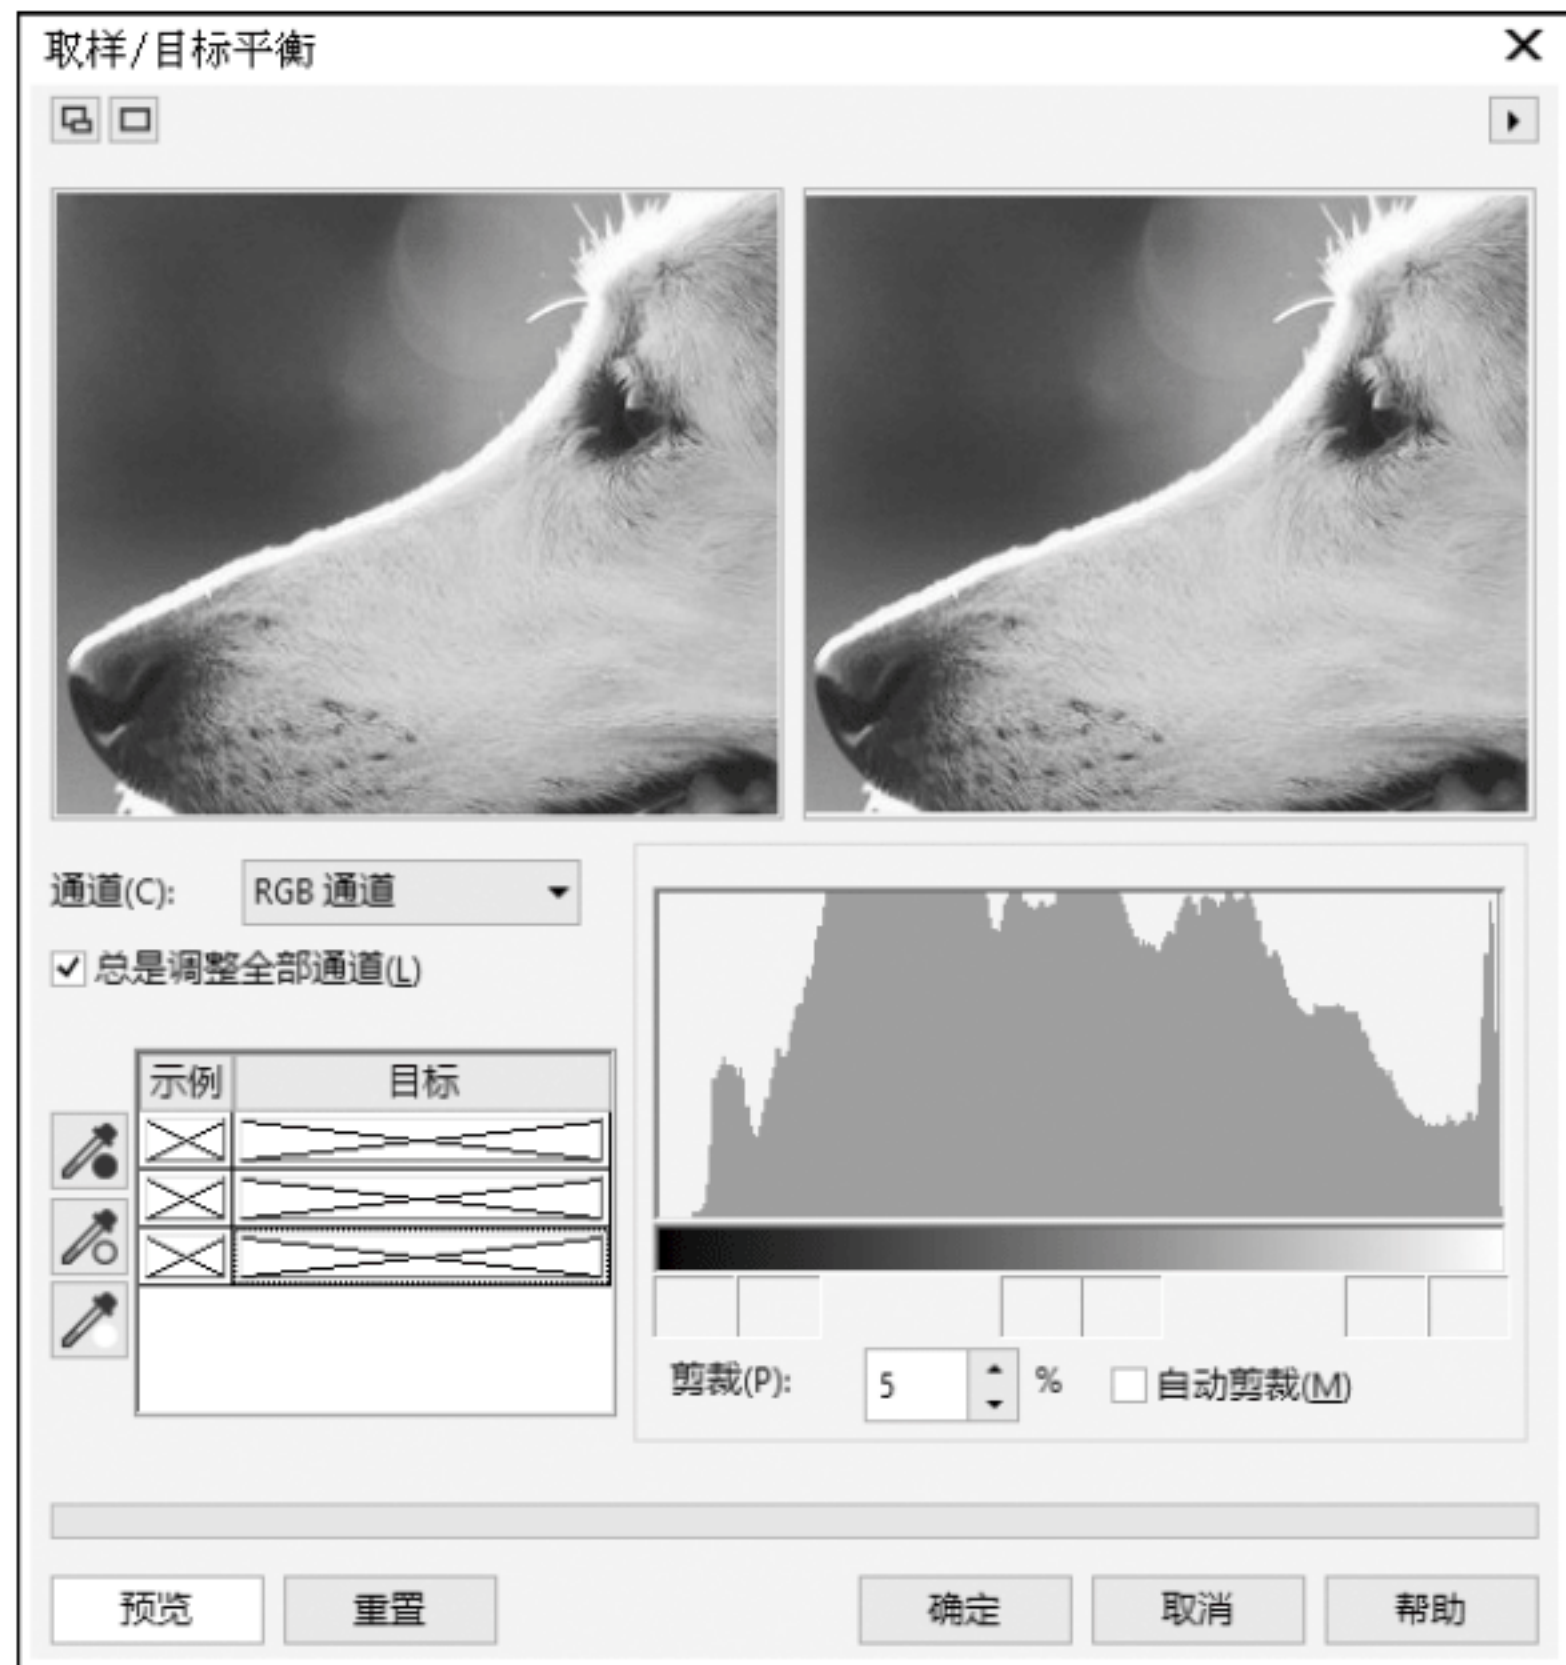 取样/目标平衡
通道(C): RGB 通道
总是调整全部通道(L)
示例 目标
剪裁(P): 5 % 自动剪裁(M)
预览 重置 确定 取消 帮助